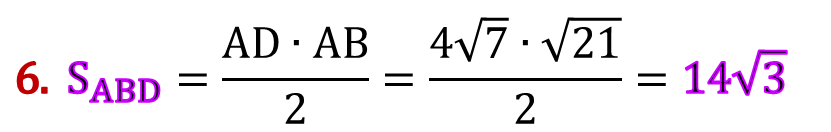 6. S_ABD = (AD · AB)/2 = (4√7 · √21)/2 = 14√3